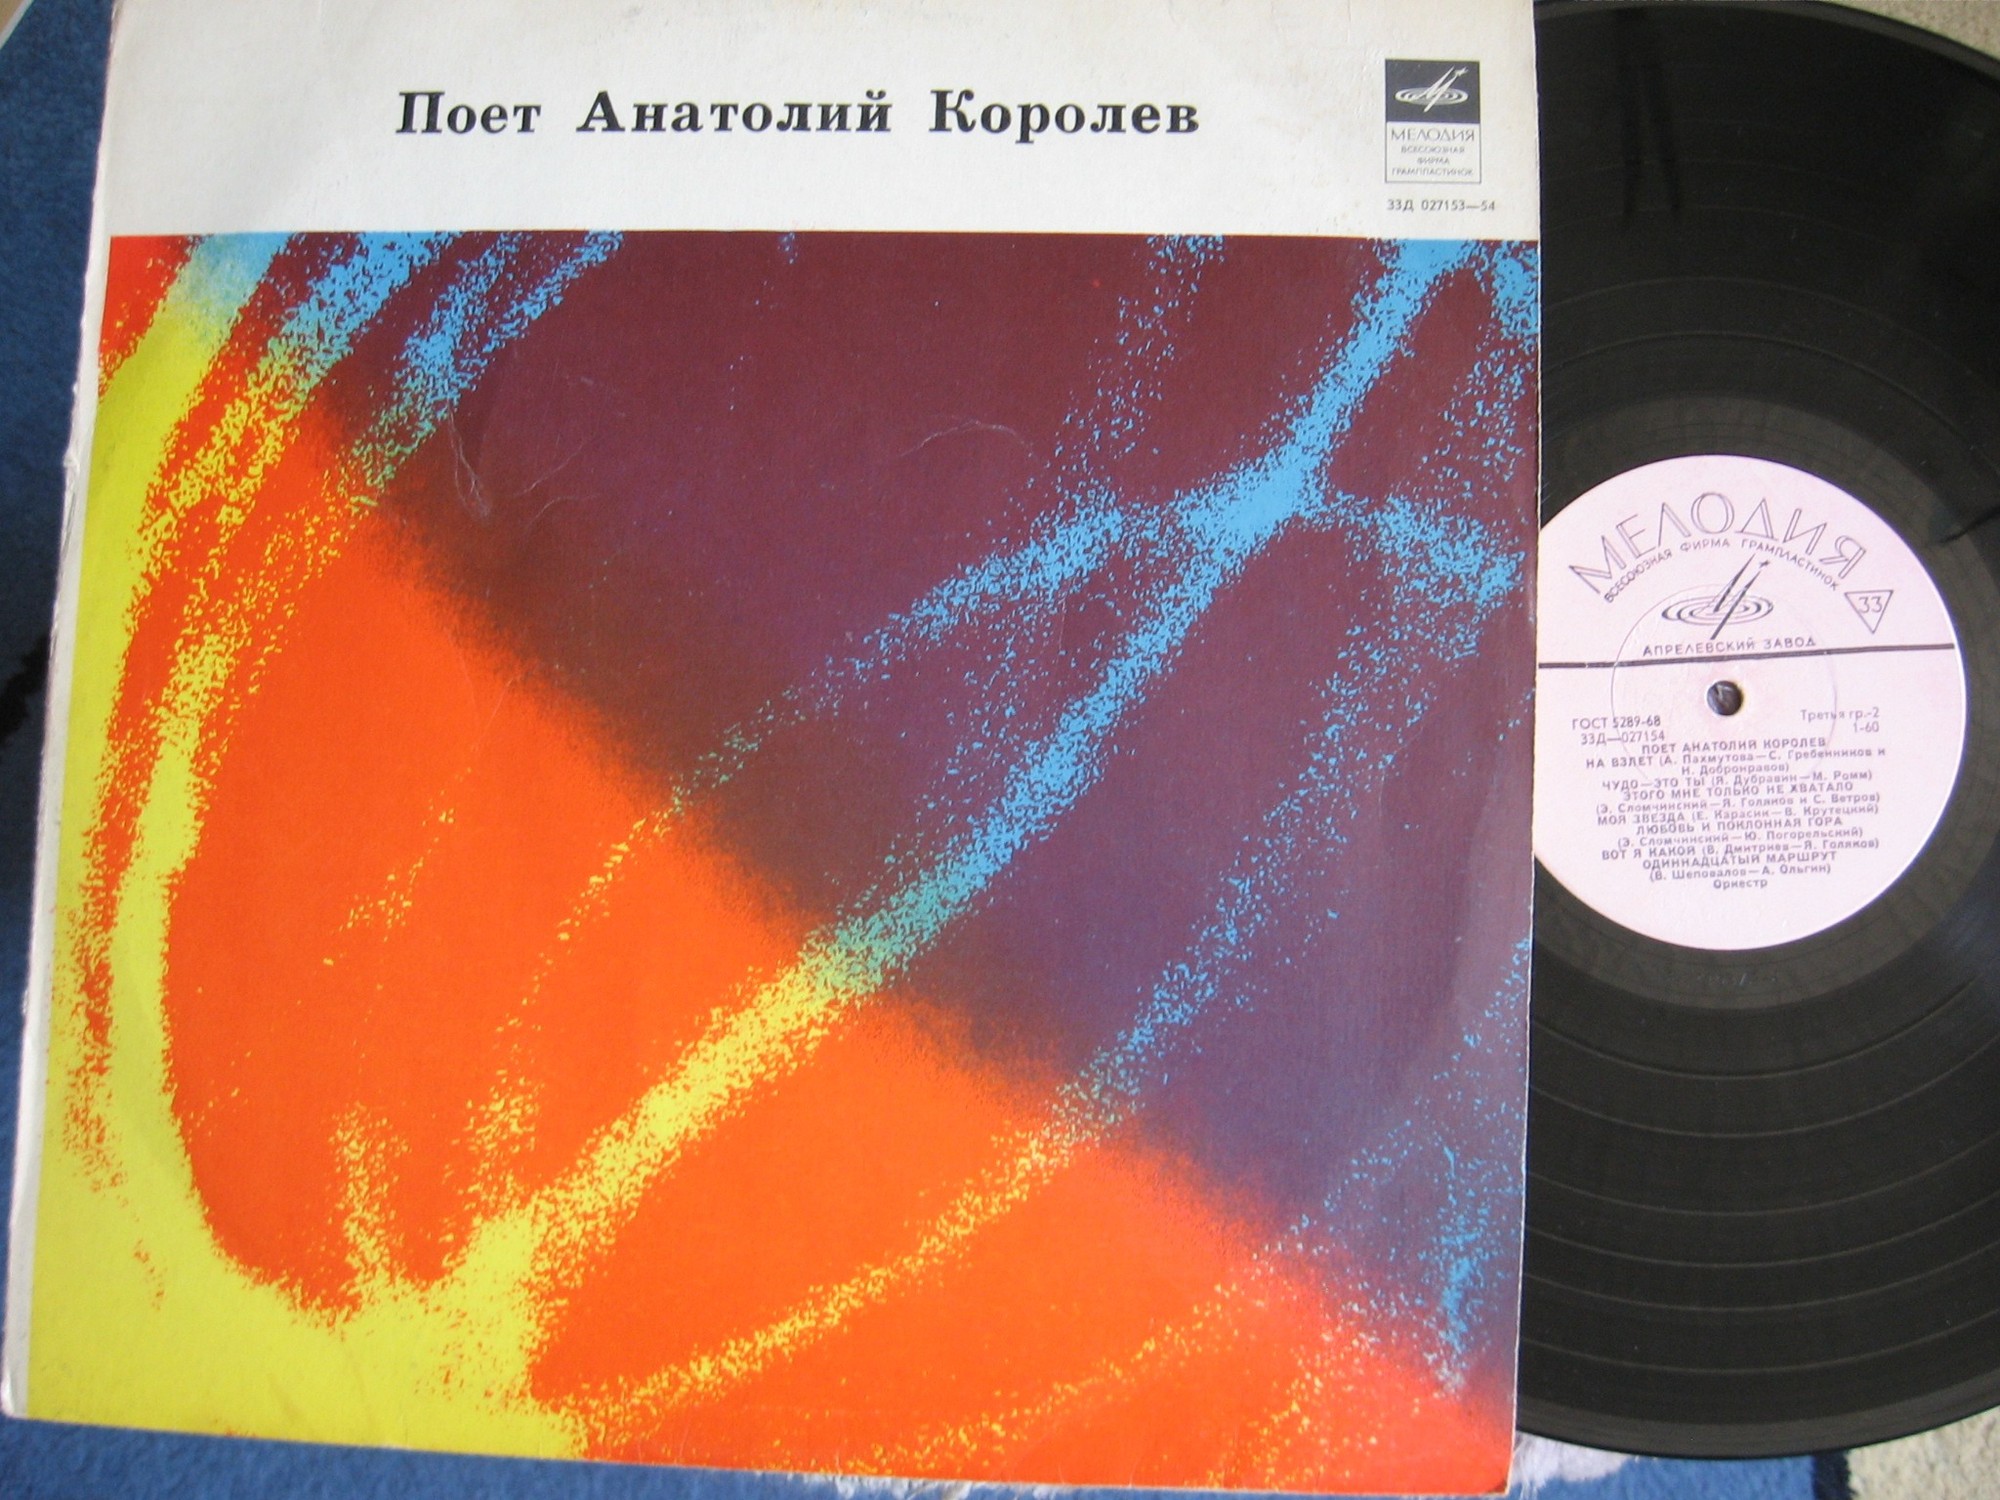 Поет Анатолий Королев
МЕЛОДИЯ
ВСЕСОЮЗНАЯ
ФИРМА
ГРАМПЛАСТИНОК
33Д 027153—54
МЕЛОДИЯ
ВСЕСОЮЗНАЯ ФИРМА ГРАМПЛАСТИНОК
33
АПРЕЛЕВСКИЙ ЗАВОД
ГОСТ 5289-68
Третья гр.-2
33Д—027154
1-60
ПОЕТ АНАТОЛИЙ КОРОЛЕВ
НА ВЗЛЕТ (А. Пахмутова—С. Гребенников и
Н. Добронравов)
ЧУДО—ЭТО ТЫ (Я. Дубравин—М. Ромм)
ЭТОГО МНЕ ТОЛЬКО НЕ ХВАТАЛО
(Э. Сломчинский—Я. Голяков и С. Ветров)
МОЯ ЗВЕЗДА (Е. Карасик—В. Крутецкий)
ЛЮБОВЬ И ПОКЛОННАЯ ГОРА
(Э. Сломчинский—Ю. Погорельский)
ВОТ Я КАКОЙ (В. Дмитриев—Я. Голяков)
ОДИННАДЦАТЫЙ МАРШРУТ
(В. Шеповалов—А. Ольгин)
Оркестр